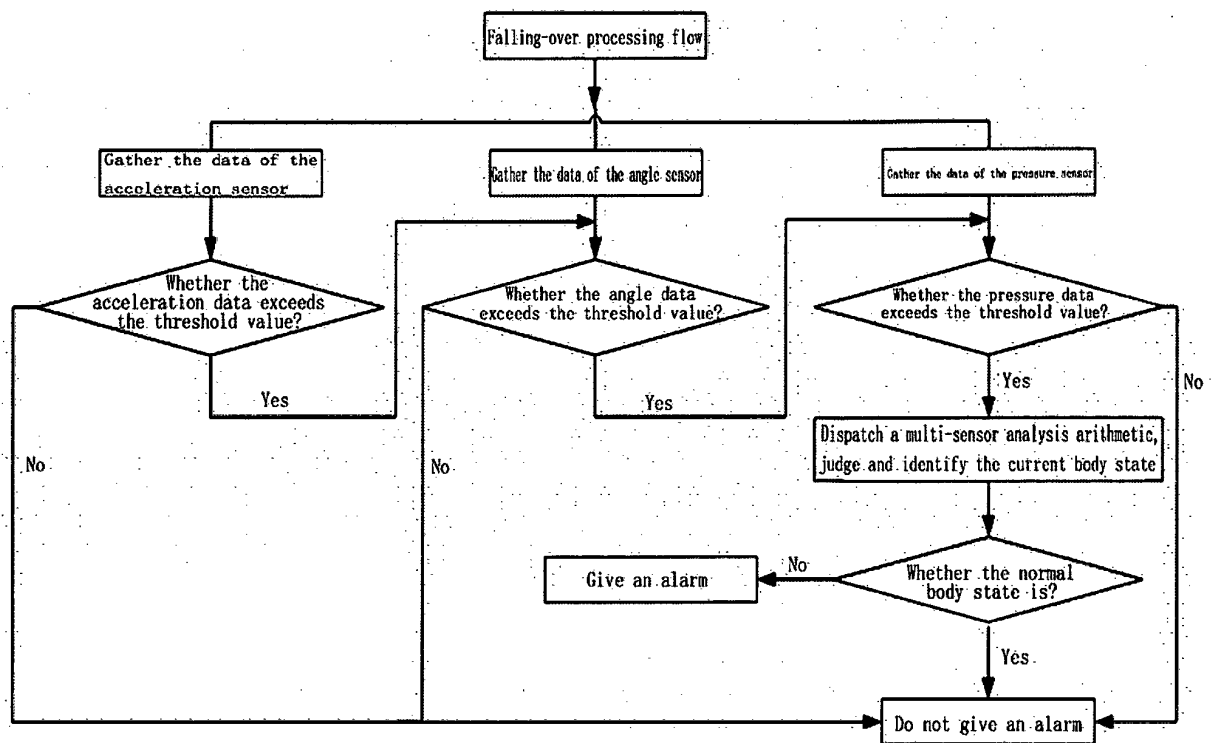 Falling-over processing flow
Gather the data of the
acceleration sensor
Gather the data of the angle sensor
Gather the data of the pressure sensor
Whether the
acceleration data exceeds
the threshold value?
Whether the angle data
exceeds the threshold value?
Whether the pressure data
exceeds the threshold value?
Yes
Yes
Yes
No
No
No
Dispatch a multi-sensor analysis arithmetic,
judge and identify the current body state
Give an alarm
No
Whether the normal
body state is?
Yes
Do not give an alarm